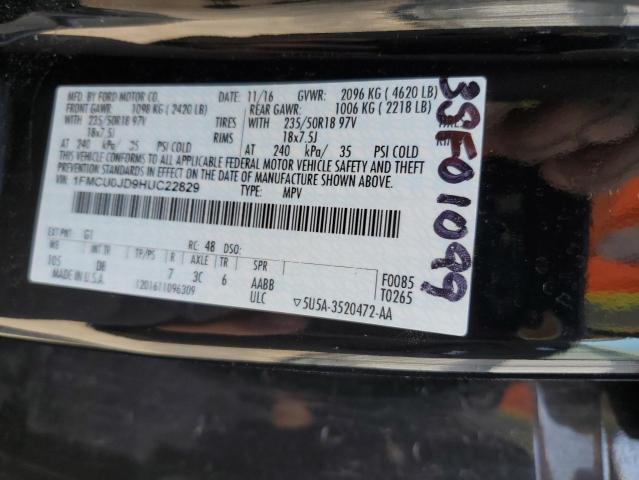 MFD. BY FORD MOTOR CO.
DATE: 11/16 GVWR: 2096 KG ( 4620 LB)
FRONT GAWR: 1098 KG ( 2420 LB) REAR GAWR: 1006 KG ( 2218 LB)
WITH 235/50R18 97V TIRES WITH 235/50R18 97V TIRES
18x7.5J RIMS 18x7.5J
AT 240 kPa/ 35 PSI COLD AT 240 kPa/ 35 PSI COLD
THIS VEHICLE CONFORMS TO ALL APPLICABLE FEDERAL MOTOR VEHICLE SAFETY AND THEFT
PREVENTION STANDARDS IN EFFECT ON THE DATE OF MANUFACTURE SHOWN ABOVE.
VIN: 1FMCU0JD9HUC22829 TYPE: MPV
EXT PNT: G1 RC: 48 DSO:
WB INT TR TP/PS R AXLE TR SPR
105 D8 7 3C 6 AABB F0085
MADE IN U.S.A. 1201611096309 ULC T0265
▽5U5A-3520472-AA
33F01099